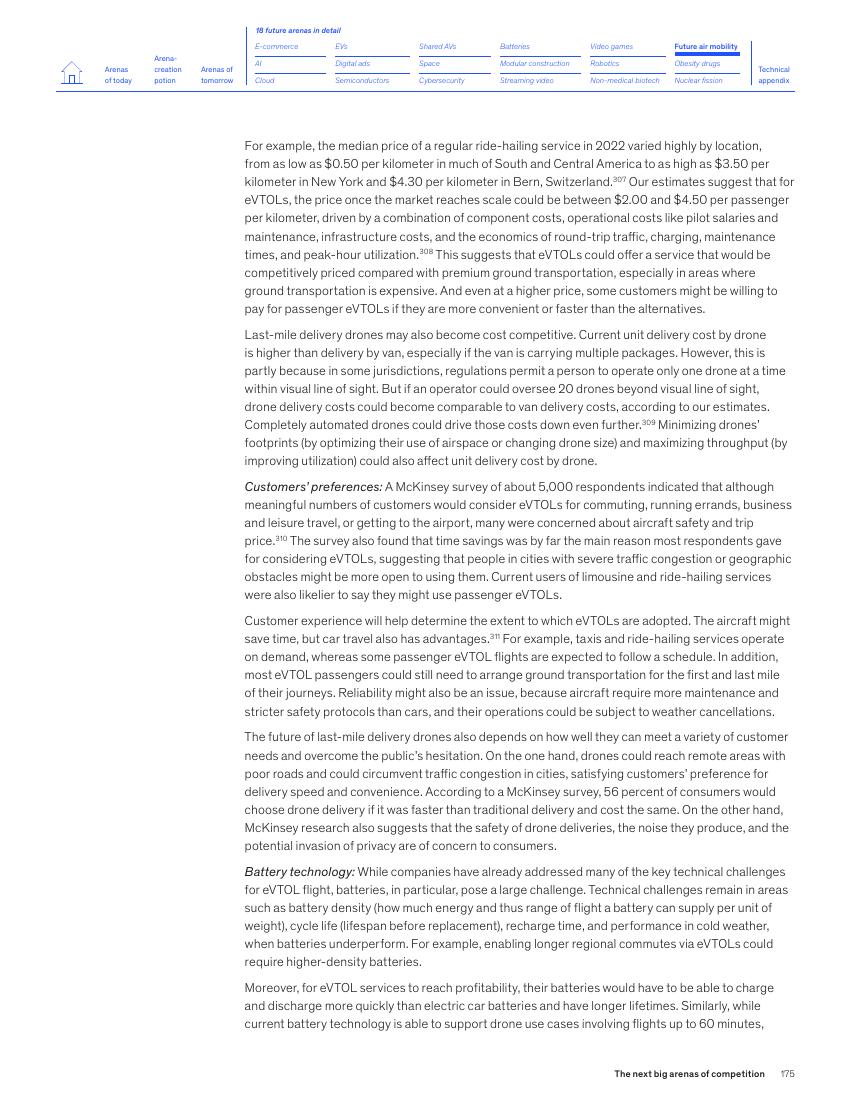 18 future arenas in detail
Arenas
of today
Arena-
creation
potion
Arenas of
tomorrow
E-commerce
AI
Cloud
EVs
Digital ads
Semiconductors
Shared AVs
Space
Cybersecurity
Batteries
Modular construction
Streaming video
Video games
Robotics
Non-medical biotech
Future air mobility
Obesity drugs
Nuclear fission
Technical
appendix
For example, the median price of a regular ride-hailing service in 2022 varied highly by location,
from as low as $0.50 per kilometer in much of South and Central America to as high as $3.50 per
kilometer in New York and $4.30 per kilometer in Bern, Switzerland.307 Our estimates suggest that for
eVTOLs, the price once the market reaches scale could be between $2.00 and $4.50 per passenger
per kilometer, driven by a combination of component costs, operational costs like pilot salaries and
maintenance, infrastructure costs, and the economics of round-trip traffic, charging, maintenance
times, and peak-hour utilization.308 This suggests that eVTOLs could offer a service that would be
competitively priced compared with premium ground transportation, especially in areas where
ground transportation is expensive. And even at a higher price, some customers might be willing to
pay for passenger eVTOLs if they are more convenient or faster than the alternatives.
Last-mile delivery drones may also become cost competitive. Current unit delivery cost by drone
is higher than delivery by van, especially if the van is carrying multiple packages. However, this is
partly because in some jurisdictions, regulations permit a person to operate only one drone at a time
within visual line of sight. But if an operator could oversee 20 drones beyond visual line of sight,
drone delivery costs could become comparable to van delivery costs, according to our estimates.
Completely automated drones could drive those costs down even further.309 Minimizing drones’
footprints (by optimizing their use of airspace or changing drone size) and maximizing throughput (by
improving utilization) could also affect unit delivery cost by drone.
Customers’ preferences: A McKinsey survey of about 5,000 respondents indicated that although
meaningful numbers of customers would consider eVTOLs for commuting, running errands, business
and leisure travel, or getting to the airport, many were concerned about aircraft safety and trip
price.310 The survey also found that time savings was by far the main reason most respondents gave
for considering eVTOLs, suggesting that people in cities with severe traffic congestion or geographic
obstacles might be more open to using them. Current users of limousine and ride-hailing services
were also likelier to say they might use passenger eVTOLs.
Customer experience will help determine the extent to which eVTOLs are adopted. The aircraft might
save time, but car travel also has advantages.311 For example, taxis and ride-hailing services operate
on demand, whereas some passenger eVTOL flights are expected to follow a schedule. In addition,
most eVTOL passengers could still need to arrange ground transportation for the first and last mile
of their journeys. Reliability might also be an issue, because aircraft require more maintenance and
stricter safety protocols than cars, and their operations could be subject to weather cancellations.
The future of last-mile delivery drones also depends on how well they can meet a variety of customer
needs and overcome the public’s hesitation. On the one hand, drones could reach remote areas with
poor roads and could circumvent traffic congestion in cities, satisfying customers’ preference for
delivery speed and convenience. According to a McKinsey survey, 56 percent of consumers would
choose drone delivery if it was faster than traditional delivery and cost the same. On the other hand,
McKinsey research also suggests that the safety of drone deliveries, the noise they produce, and the
potential invasion of privacy are of concern to consumers.
Battery technology: While companies have already addressed many of the key technical challenges
for eVTOL flight, batteries, in particular, pose a large challenge. Technical challenges remain in areas
such as battery density (how much energy and thus range of flight a battery can supply per unit of
weight), cycle life (lifespan before replacement), recharge time, and performance in cold weather,
when batteries underperform. For example, enabling longer regional commutes via eVTOLs could
require higher-density batteries.
Moreover, for eVTOL services to reach profitability, their batteries would have to be able to charge
and discharge more quickly than electric car batteries and have longer lifetimes. Similarly, while
current battery technology is able to support drone use cases involving flights up to 60 minutes,
The next big arenas of competition 175